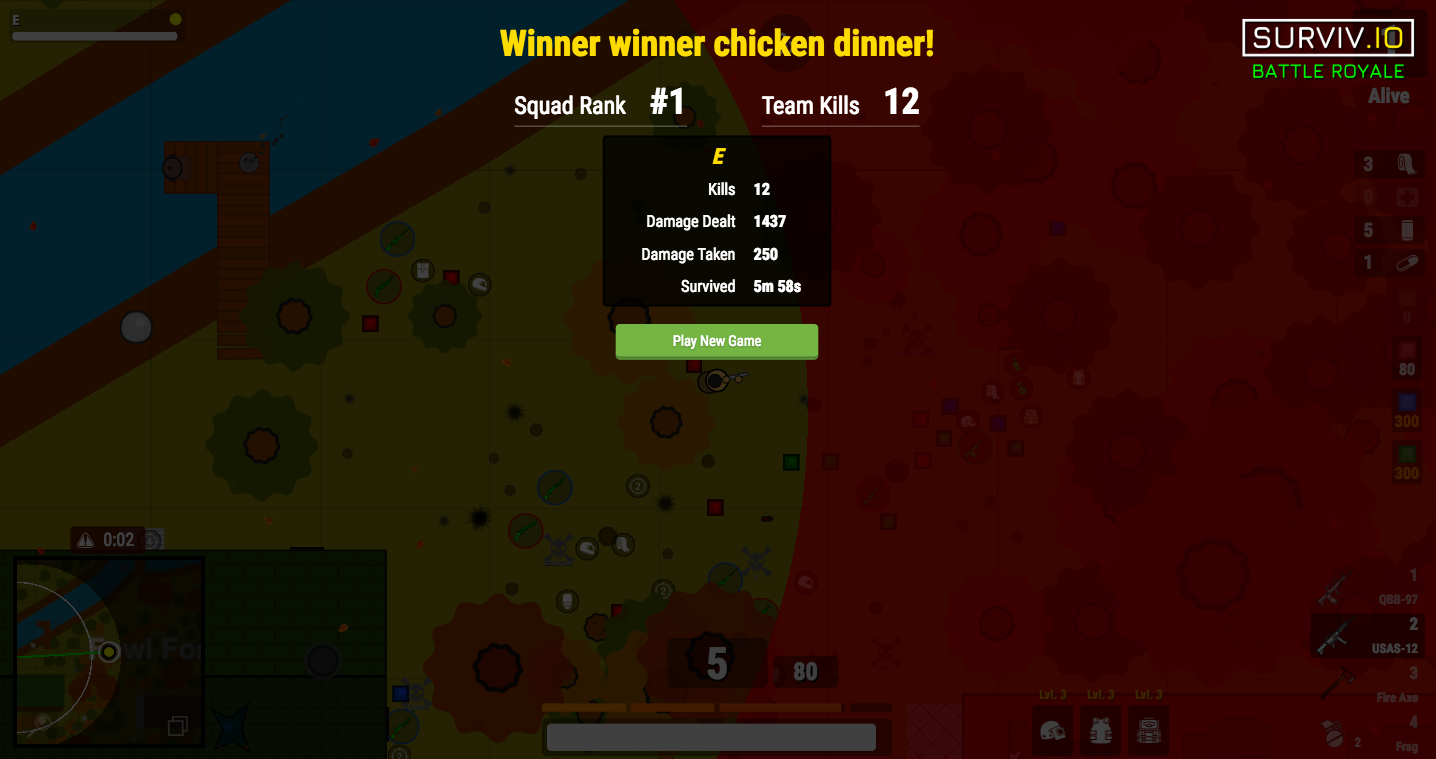 E
Winner winner chicken dinner!
SURVIV.IO
BATTLE ROYALE
Squad Rank #1 Team Kills 12
Alive
E
Kills 12
Damage Dealt 1437
Damage Taken 250
Survived 5m 58s
Play New Game
3
0
5
1
0
80
300
300
2
2
2
0:02
5
80
1
QBB-97
2
USAS-12
3
Fire Axe
4
2 Frag
Lvl. 3 Lvl. 3 Lvl. 3